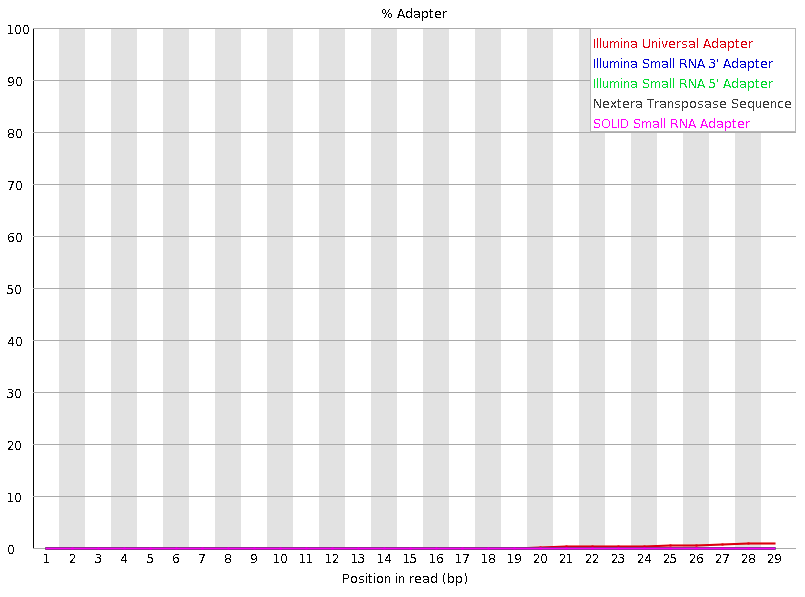 % Adapter
100
90
80
70
60
50
40
30
20
10
0
Illumina Universal Adapter
Illumina Small RNA 3' Adapter
Illumina Small RNA 5' Adapter
Nextera Transposase Sequence
SOLID Small RNA Adapter
1 2 3 4 5 6 7 8 9 10 11 12 13 14 15 16 17 18 19 20 21 22 23 24 25 26 27 28 29
Position in read (bp)